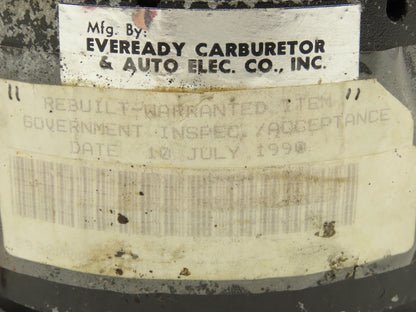 Mfg. By:
EVEREADY CARBURETOR
& AUTO ELEC. CO., INC.
" REBUILT-WARRANTED ITEM "
GOVERNMENT INSPEC./ACCEPTANCE
DATE 10 JULY 1990